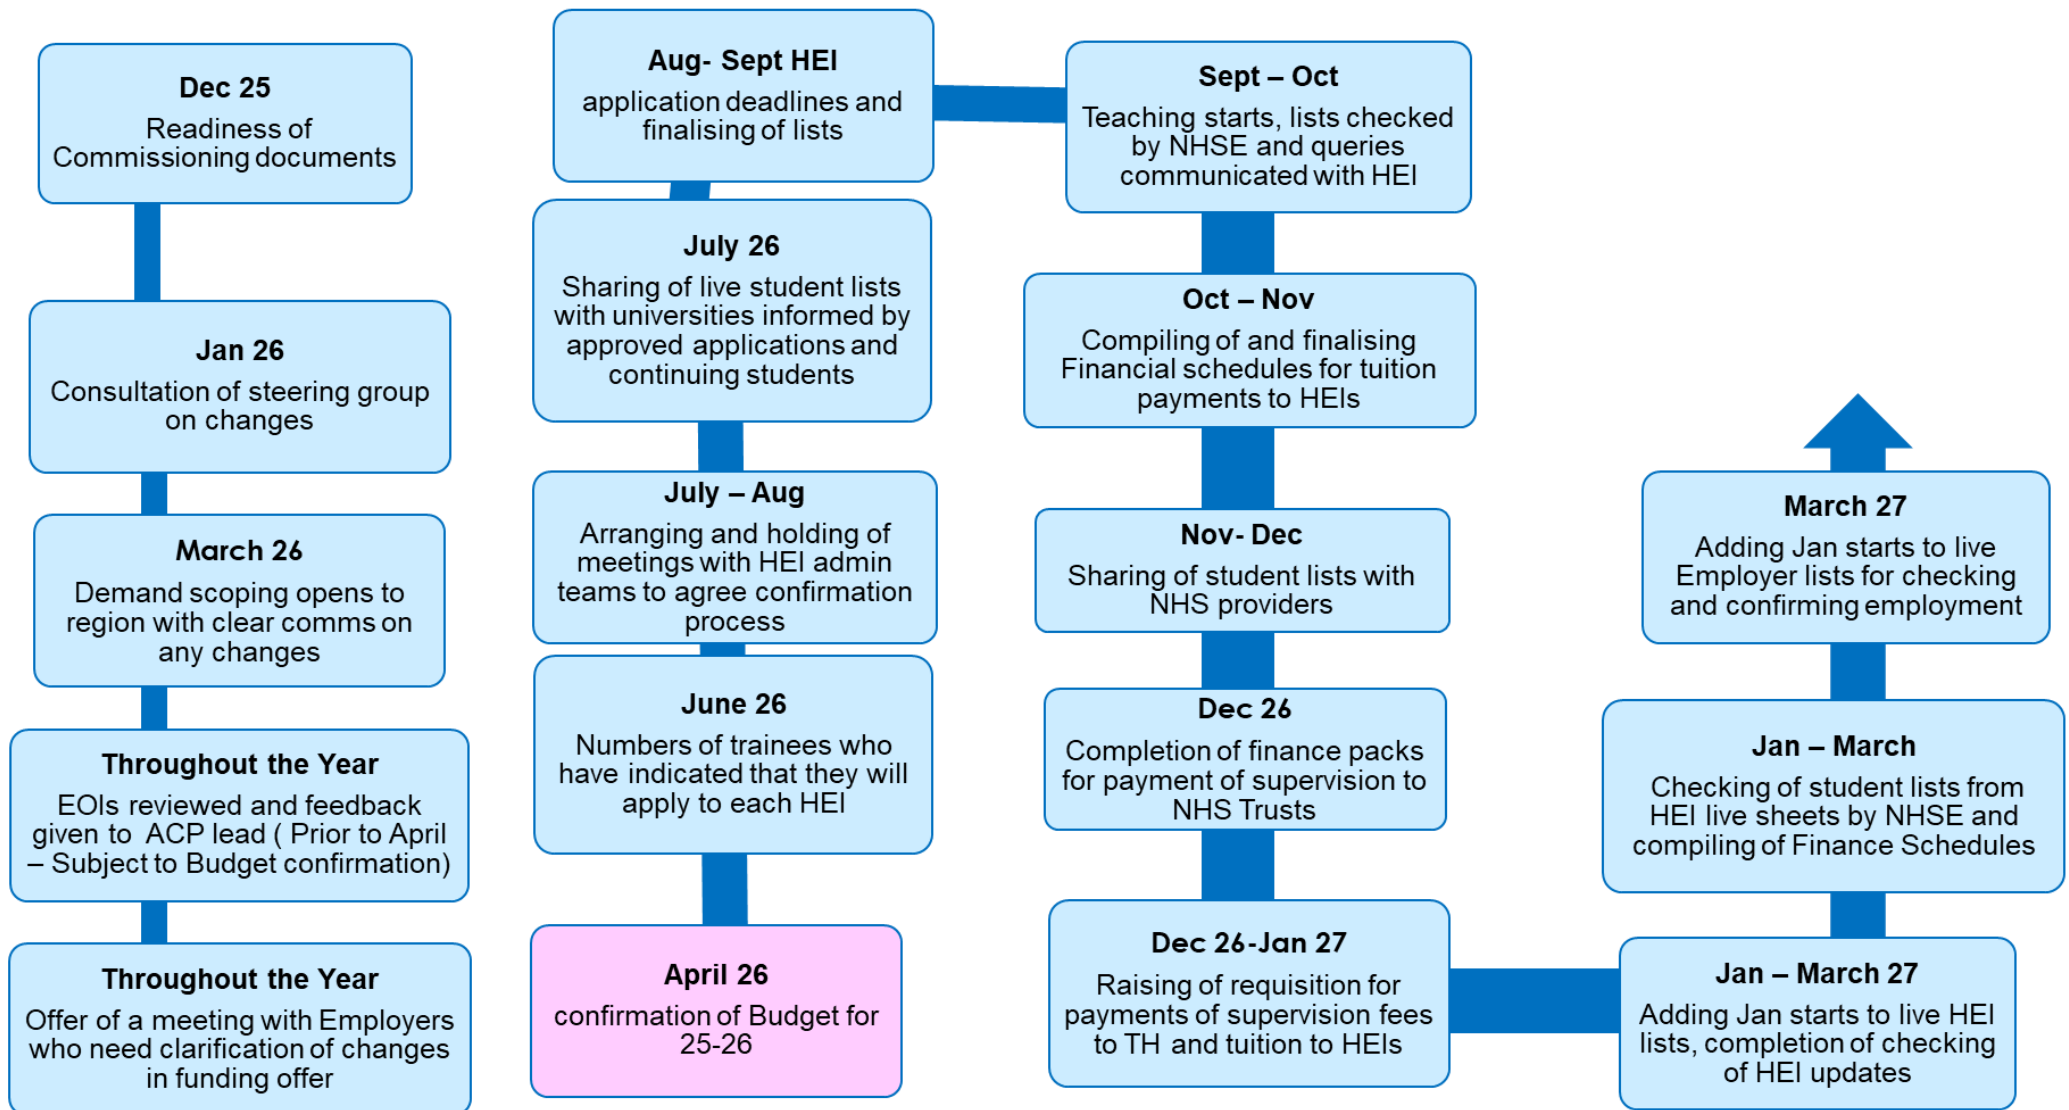 Dec 25
Readiness of
Commissioning documents
Jan 26
Consultation of steering group
on changes
March 26
Demand scoping opens to
region with clear comms on
any changes
Throughout the Year
EOIs reviewed and feedback
given to ACP lead ( Prior to April
– Subject to Budget confirmation)
Throughout the Year
Offer of a meeting with Employers
who need clarification of changes
in funding offer
Aug- Sept HEI
application deadlines and
finalising of lists
July 26
Sharing of live student lists
with universities informed by
approved applications and
continuing students
July – Aug
Arranging and holding of
meetings with HEI admin
teams to agree confirmation
process
June 26
Numbers of trainees who
have indicated that they will
apply to each HEI
April 26
confirmation of Budget for
25-26
Sept – Oct
Teaching starts, lists checked
by NHSE and queries
communicated with HEI
Oct – Nov
Compiling of and finalising
Financial schedules for tuition
payments to HEIs
Nov- Dec
Sharing of student lists with
NHS providers
Dec 26
Completion of finance packs
for payment of supervision to
NHS Trusts
Dec 26-Jan 27
Raising of requisition for
payments of supervision fees
to TH and tuition to HEIs
March 27
Adding Jan starts to live
Employer lists for checking
and confirming employment
Jan – March
Checking of student lists from
HEI live sheets by NHSE and
compiling of Finance Schedules
Jan – March 27
Adding Jan starts to live HEI
lists, completion of checking
of HEI updates